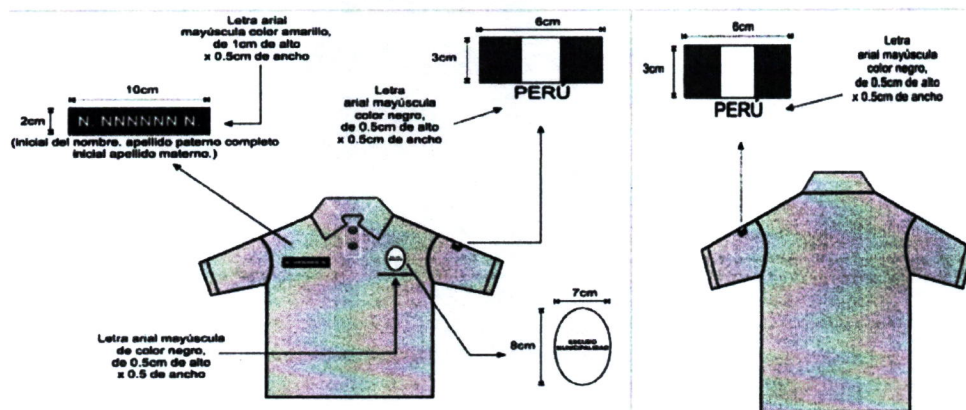 Letra arial
mayúscula color amarillo,
de 1cm de alto
x 0.5cm de ancho
10cm
2cm
N. NNNNNN N.
(inicial del nombre. apellido paterno completo
inicial apellido materno.)
6cm
3cm
PERÚ
Letra
arial mayúscula
color negro,
de 0.5cm de alto
x 0.5cm de ancho
Letra arial mayúscula
de color negro,
de 0.5cm de alto
x 0.5 de ancho
7cm
8cm
ESCUDO
MUNICIPALIDAD
6cm
3cm
PERÚ
Letra
arial mayúscula
color negro,
de 0.5cm de alto
x 0.5cm de ancho